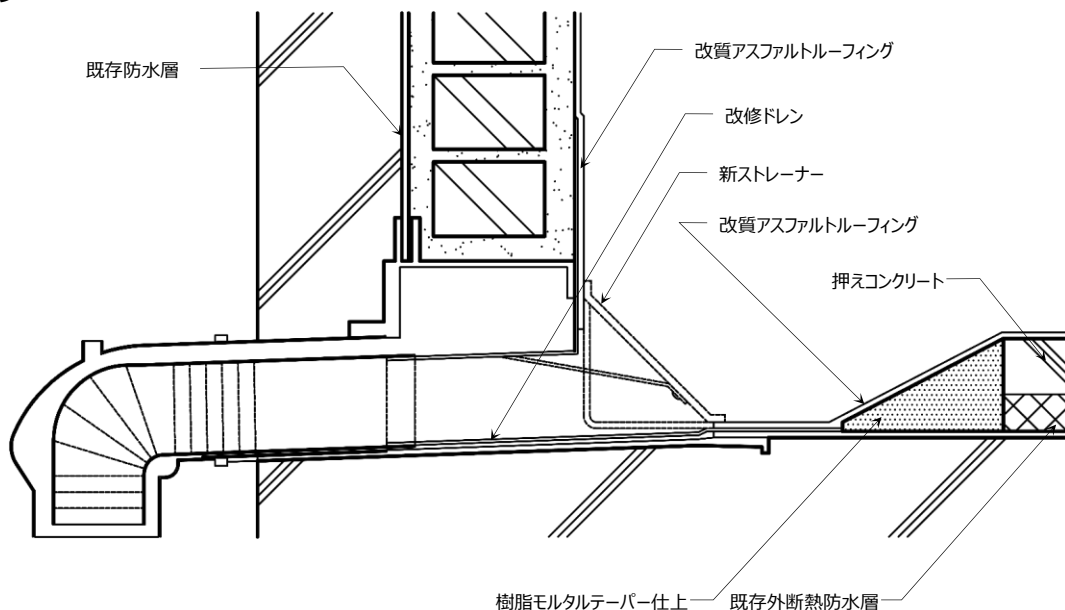 既存防水層
改質アスファルトルーフィング
改修ドレン
新ストレーナー
改質アスファルトルーフィング
押えコンクリート
樹脂モルタルテーパー仕上
既存外断熱防水層